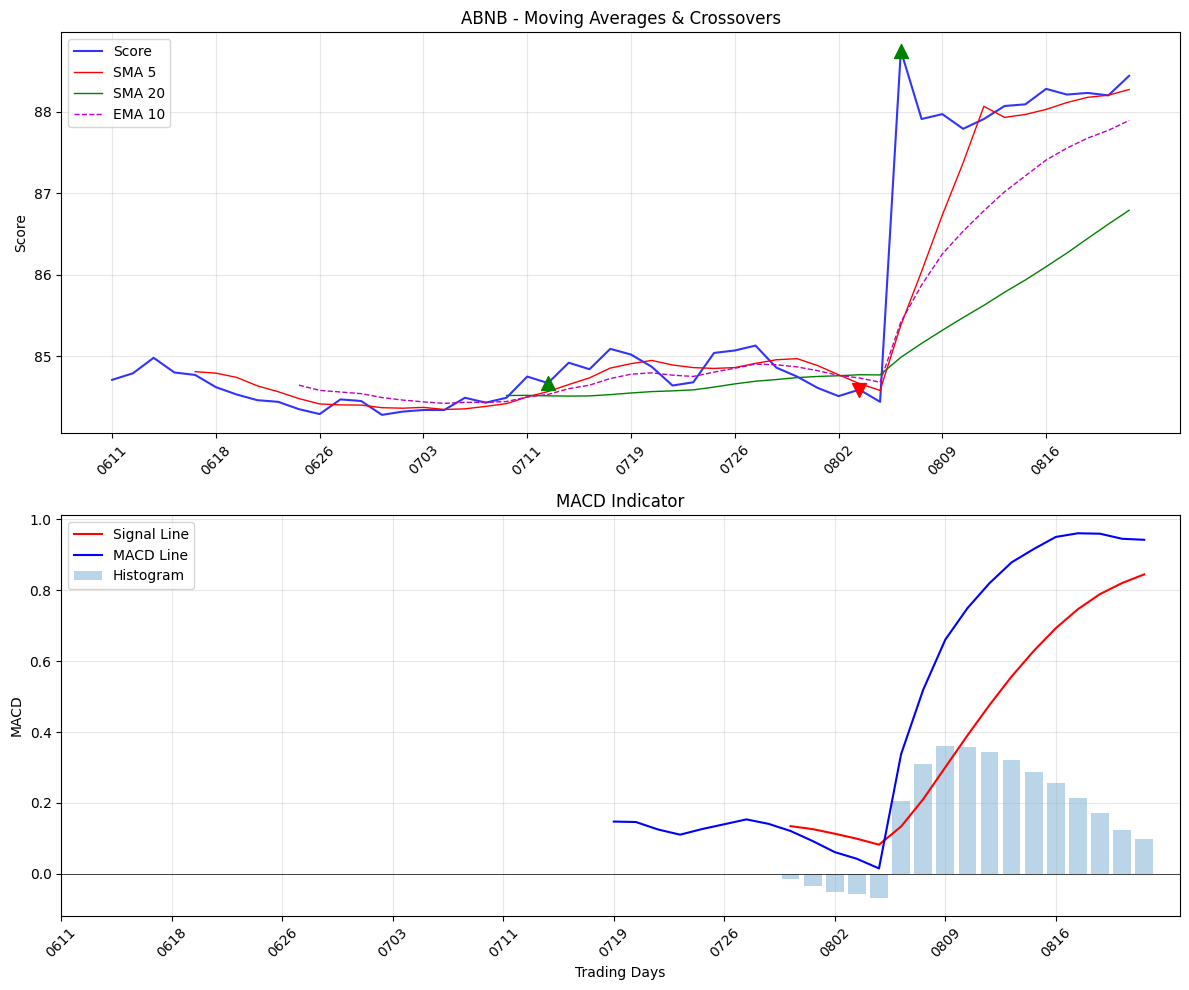 ABNB - Moving Averages & Crossovers
Score
SMA 5
SMA 20
EMA 10
Score
88
87
86
85
0611
0618
0626
0703
0711
0719
0726
0802
0809
0816
MACD Indicator
Signal Line
MACD Line
Histogram
MACD
1.0
0.8
0.6
0.4
0.2
0.0
0611
0618
0626
0703
0711
0719
0726
0802
0809
0816
Trading Days